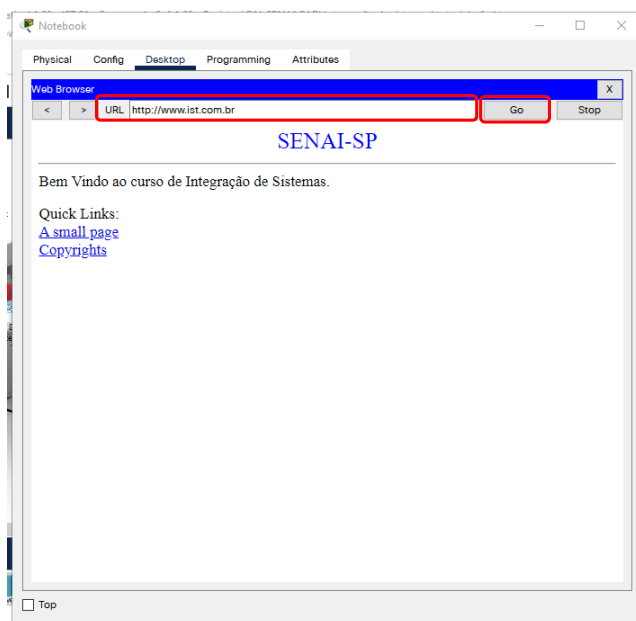 Notebook
Physical Config Desktop Programming Attributes
Web Browser X
< > URL http://www.ist.com.br Go Stop
SENAI-SP
Bem Vindo ao curso de Integração de Sistemas.
Quick Links:
A small page
Copyrights
Top